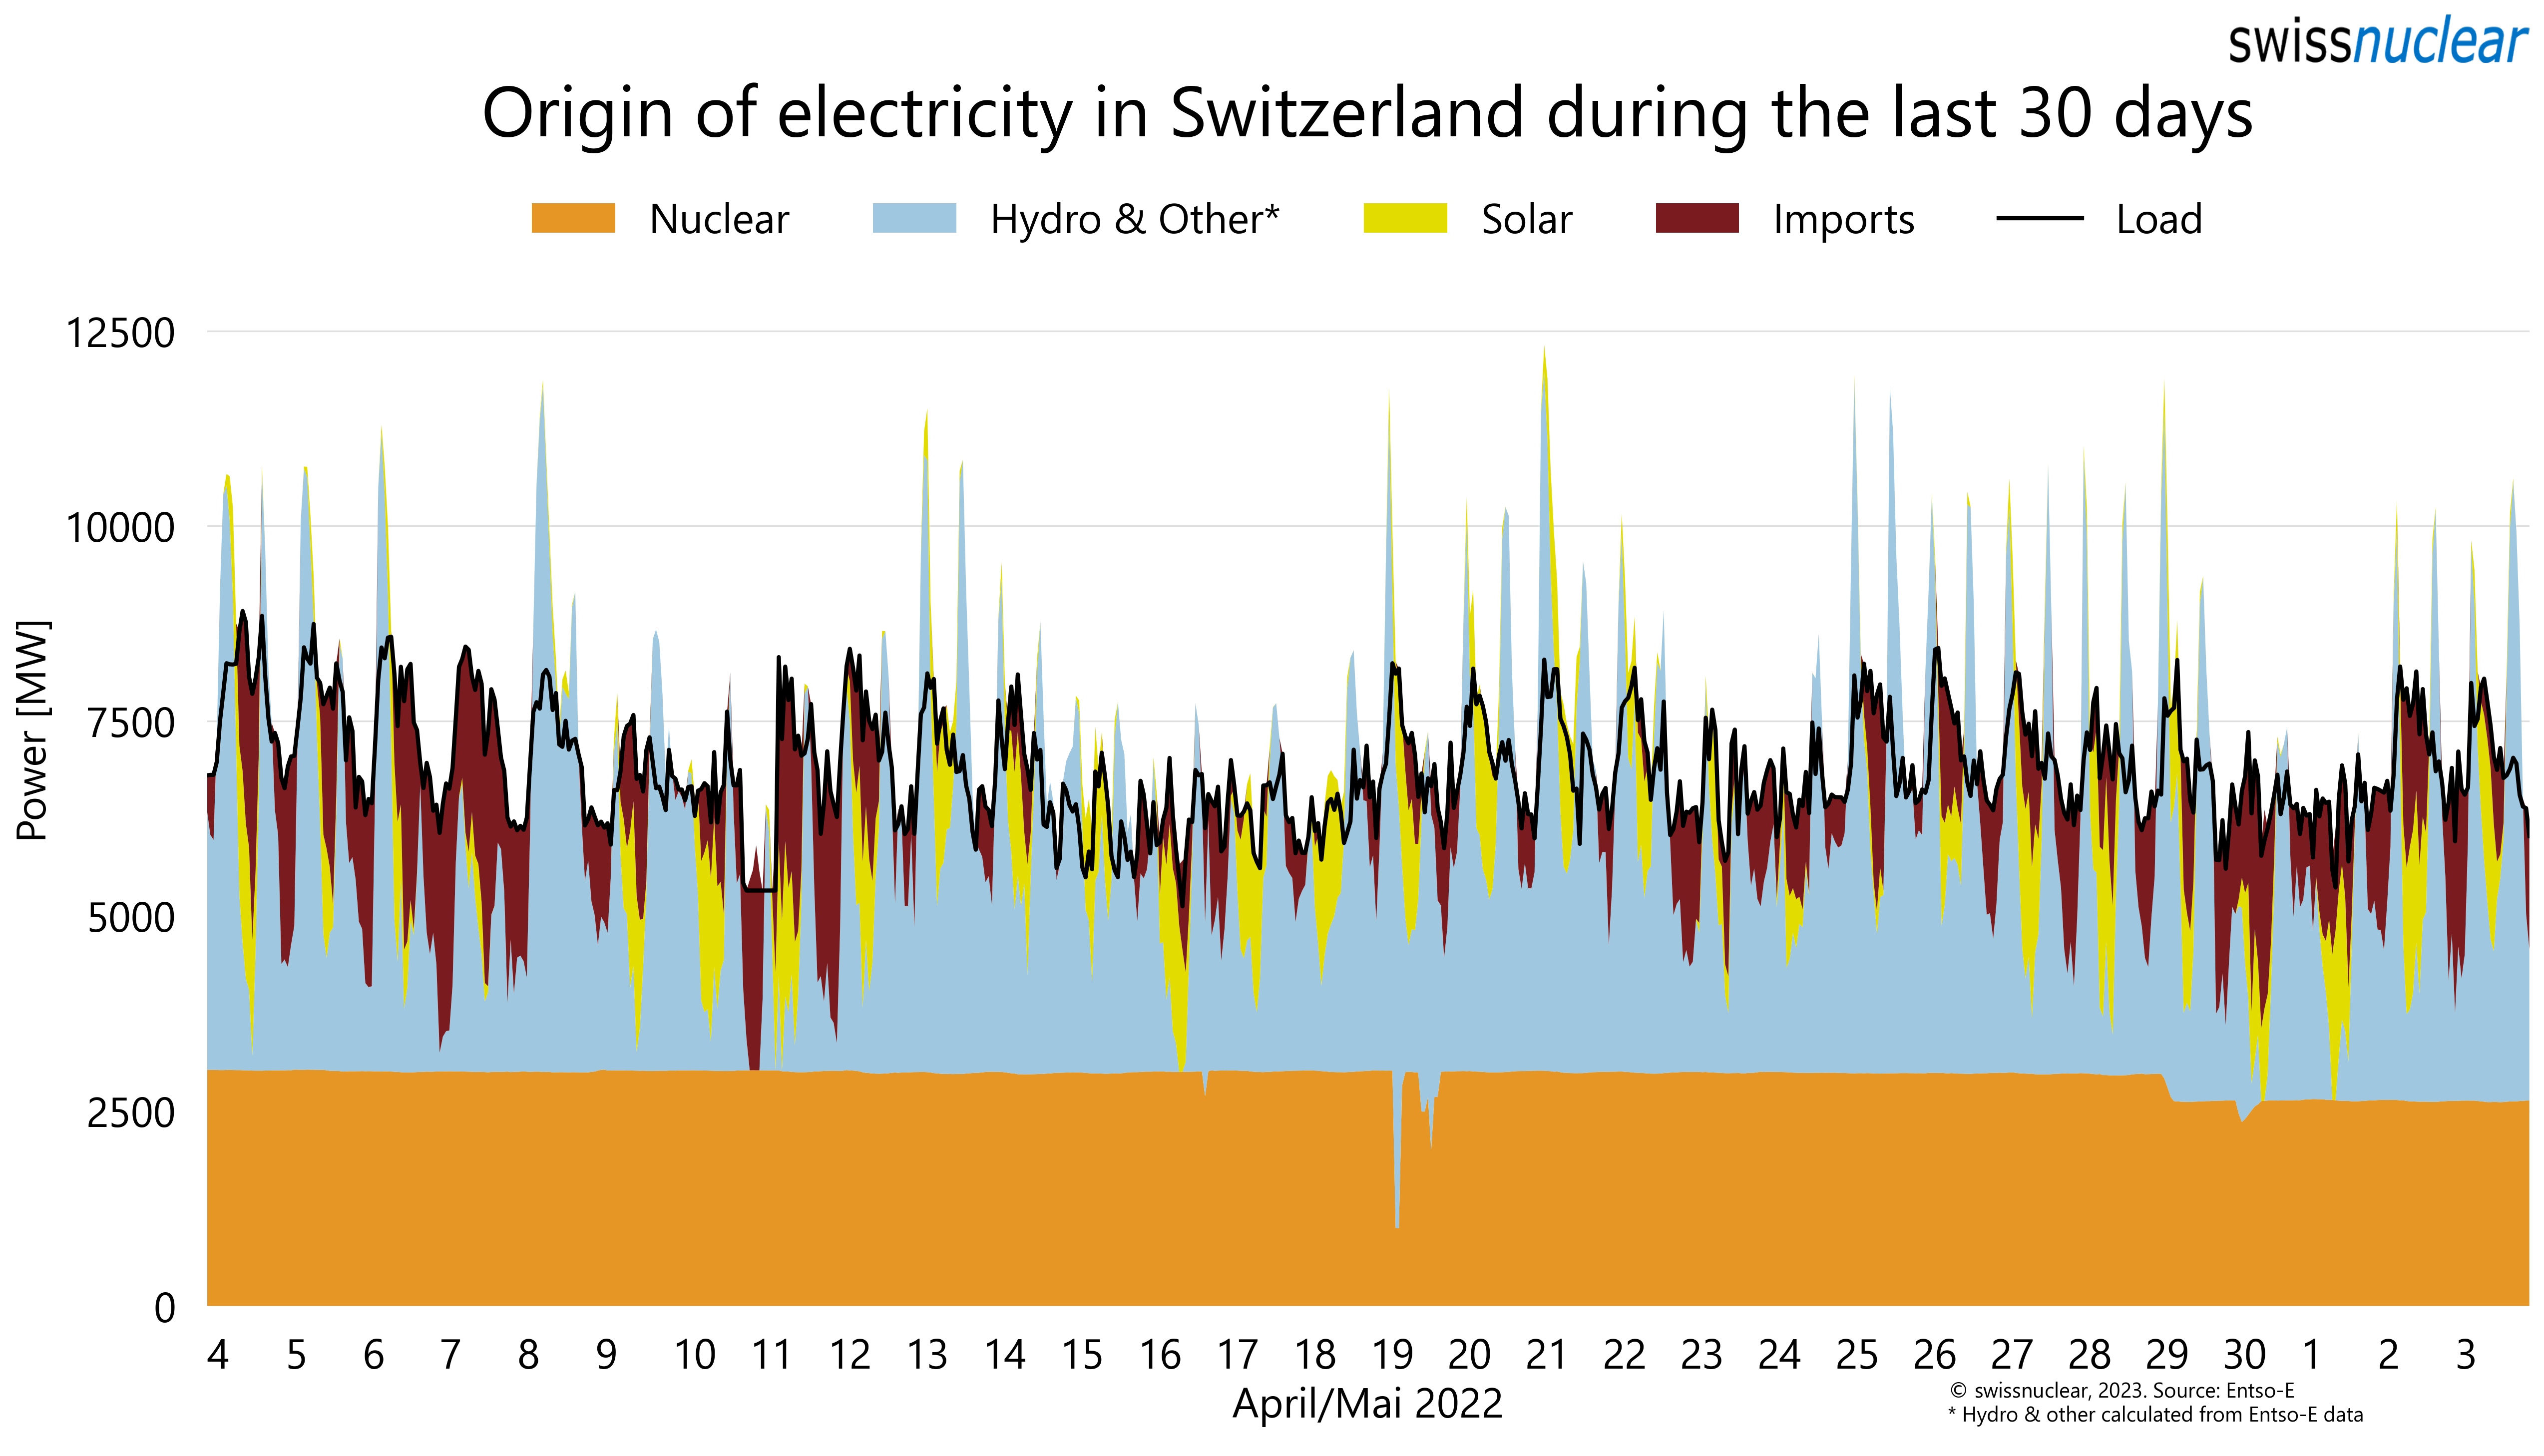 swissnuclear
Origin of electricity in Switzerland during the last 30 days
Nuclear Hydro & Other* Solar Imports Load
12500
10000
7500
5000
2500
0
Power [MW]
4 5 6 7 8 9 10 11 12 13 14 15 16 17 18 19 20 21 22 23 24 25 26 27 28 29 30 1 2 3
April/Mai 2022
© swissnuclear, 2023. Source: Entso-E
* Hydro & other calculated from Entso-E data